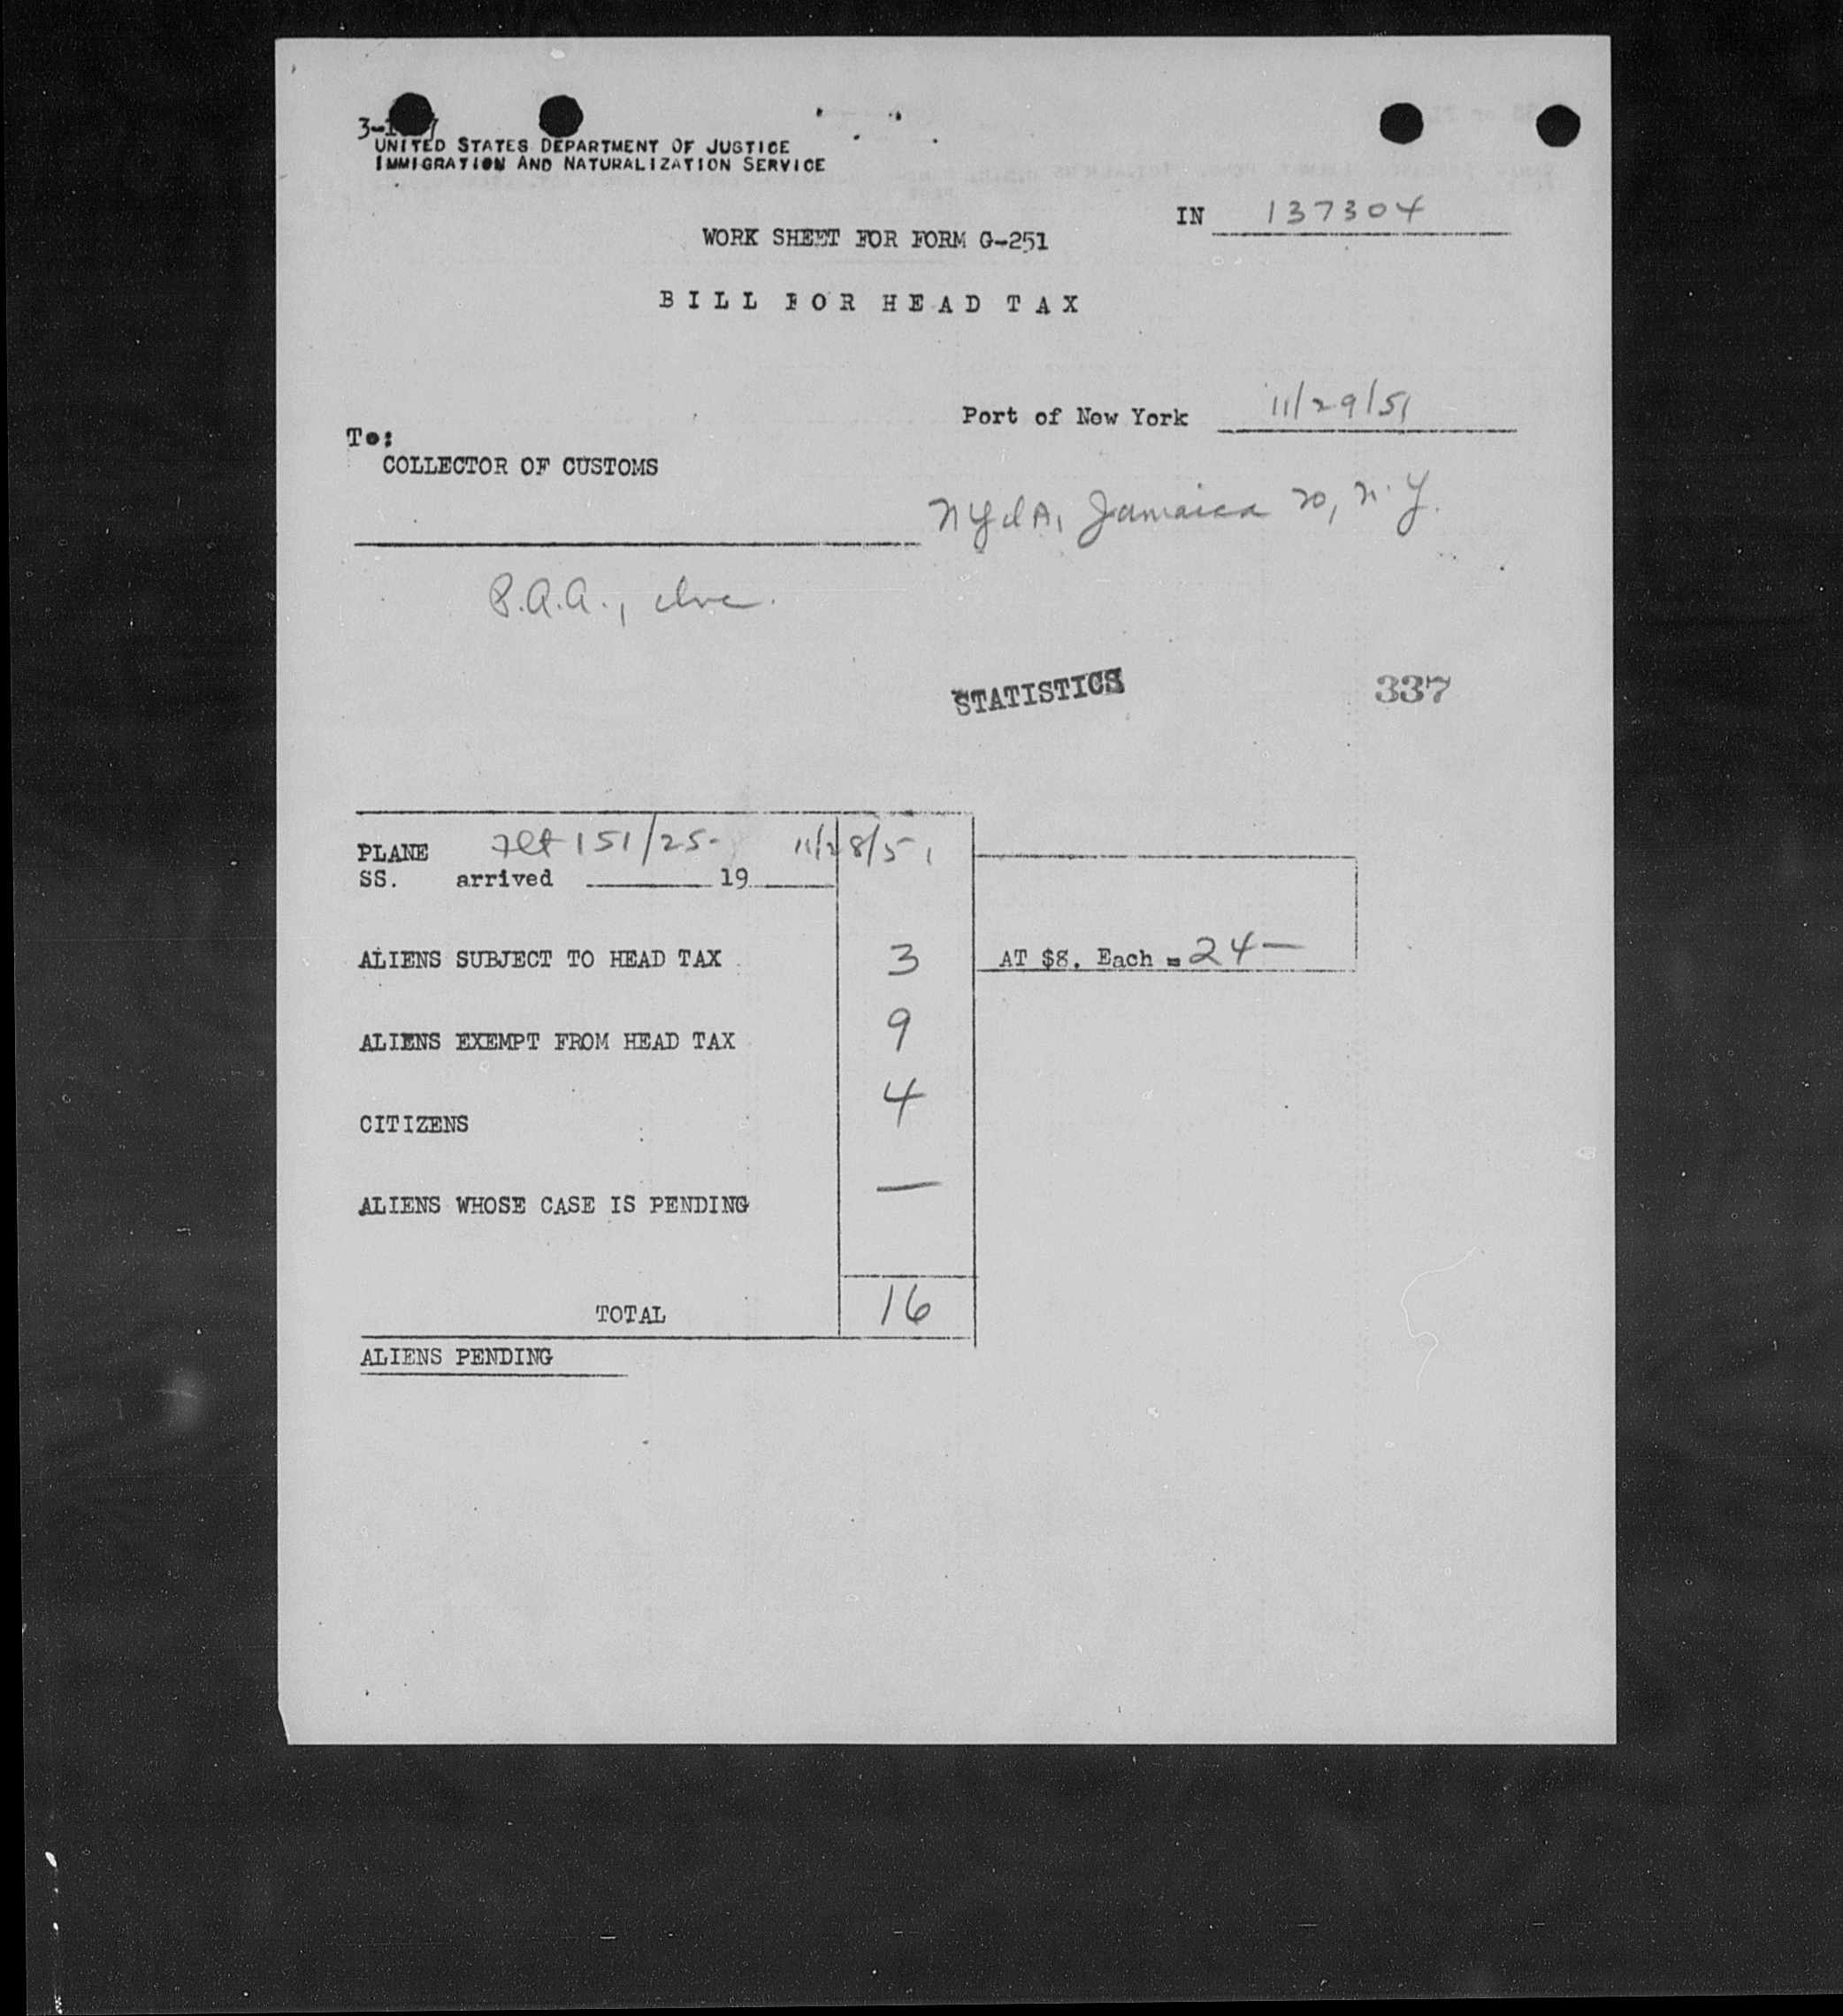 UNITED STATES DEPARTMENT OF JUSTICE
IMMIGRATION AND NATURALIZATION SERVICE
IN 137304
WORK SHEET FOR FORM G-251
BILL FOR HEAD TAX
Port of New York 11/29/51
To:
COLLECTOR OF CUSTOMS
Jamaica 20, N.Y.
P.A.A., Inc.
STATISTICS 337
PLANE Flt 151/25- 11/28/51
SS. arrived 19
ALIENS SUBJECT TO HEAD TAX 3 AT $8. Each = 24—
ALIENS EXEMPT FROM HEAD TAX 9
CITIZENS 4
ALIENS WHOSE CASE IS PENDING —
TOTAL 16
ALIENS PENDING